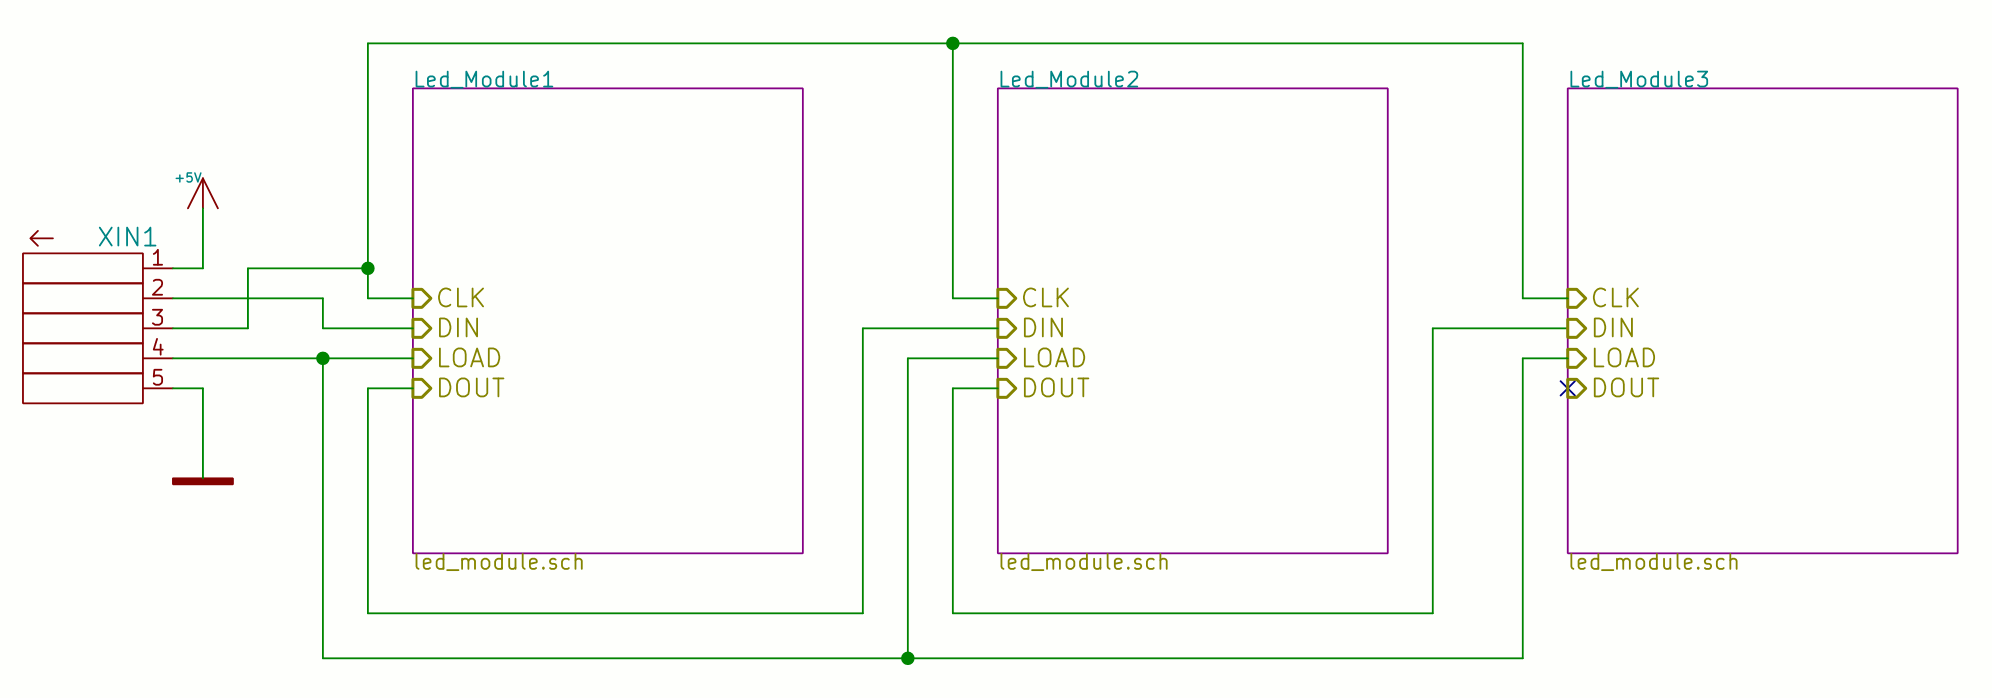 Led_Module1
Led_Module2
Led_Module3
+5V
XIN1
1
2
3
4
5
CLK
DIN
LOAD
DOUT
led_module.sch
CLK
DIN
LOAD
DOUT
led_module.sch
CLK
DIN
LOAD
DOUT
led_module.sch